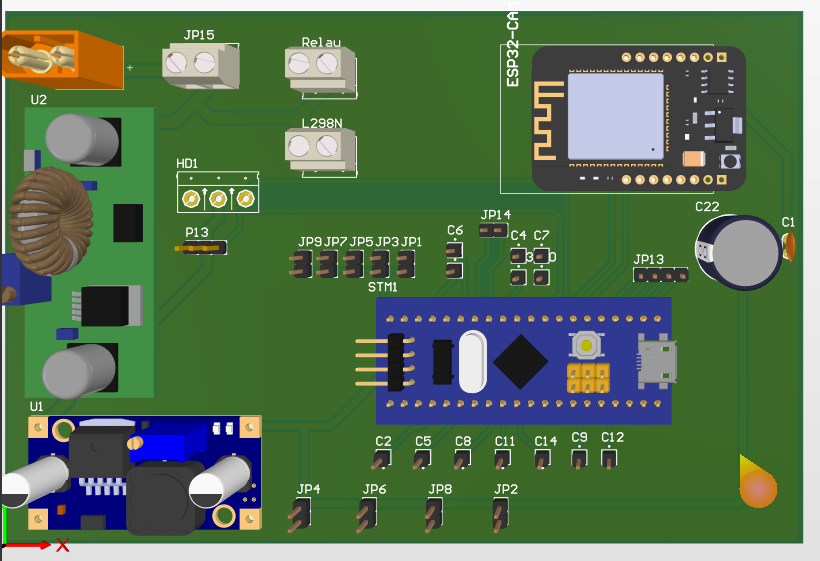 JP15
Relau
ESP32-CAM
U2
L298N
HD1
P13
JP9 JP7 JP5 JP3 JP1
C6
JP14
C4 C7
C22
C1
JP13
STM1
U1
C2 C5 C8 C11 C14 C9 C12
JP4 JP6 JP8 JP2
X